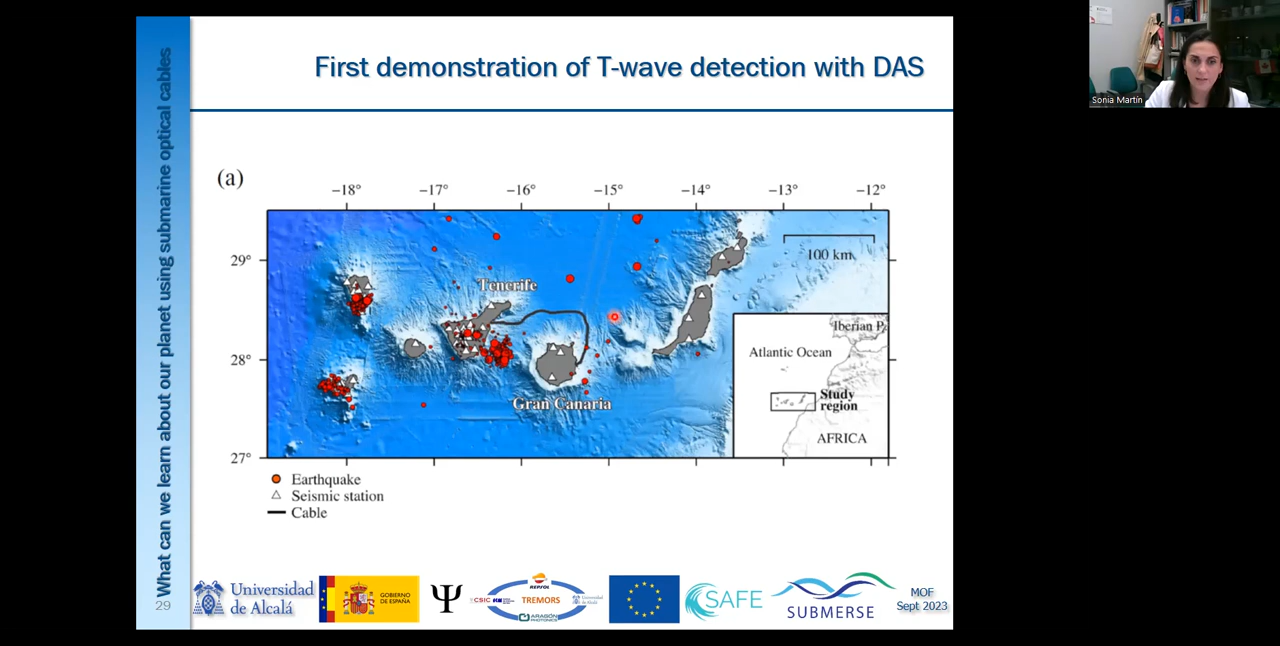 First demonstration of T-wave detection with DAS
What can we learn about our planet using submarine optical cables
(a)
−18° −17° −16° −15° −14° −13° −12°
29°
28°
27°
100 km
Tenerife
Gran Canaria
Iberian P.
Atlantic Ocean
Study
region
AFRICA
Earthquake
Seismic station
Cable
29
Universidad
de Alcalá
GOBIERNO
DE ESPAÑA
Ψ
REPSOL
CSIC
TREMORS
ARAGÓN
PHOTONICS
SAFE
SUBMERSE
MOF
Sept 2023
Sonia Martín